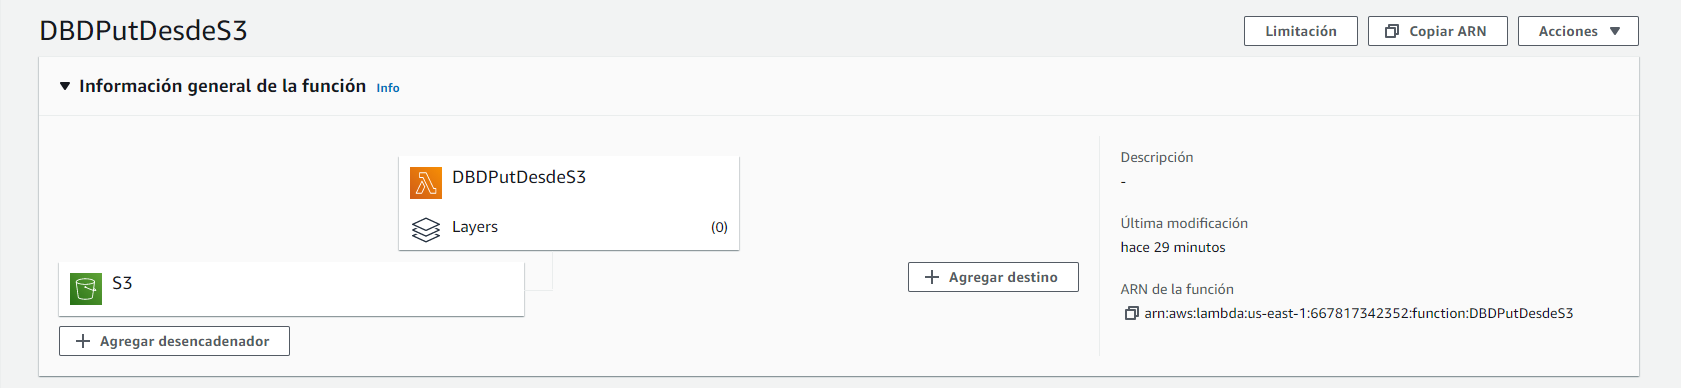 DBDPutDesdeS3
Limitación
Copiar ARN
Acciones
Información general de la función Info
DBDPutDesdeS3
Layers (0)
S3
Agregar desencadenador
Agregar destino
Descripción
-
Última modificación
hace 29 minutos
ARN de la función
arn:aws:lambda:us-east-1:667817342352:function:DBDPutDesdeS3